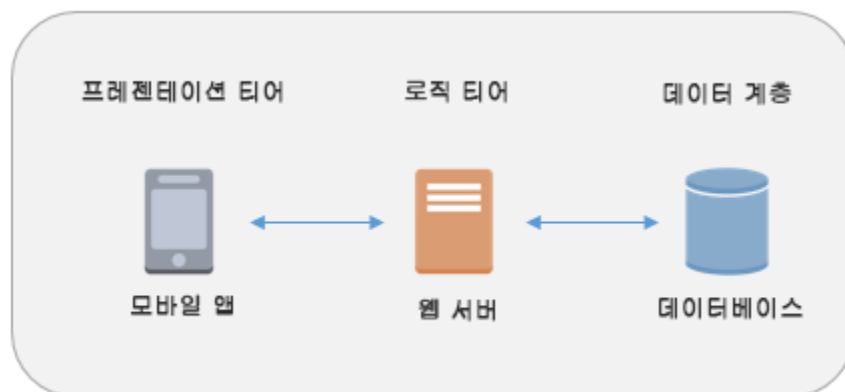 프레젠테이션 티어
로직 티어
데이터 계층
모바일 앱
웹 서버
데이터베이스